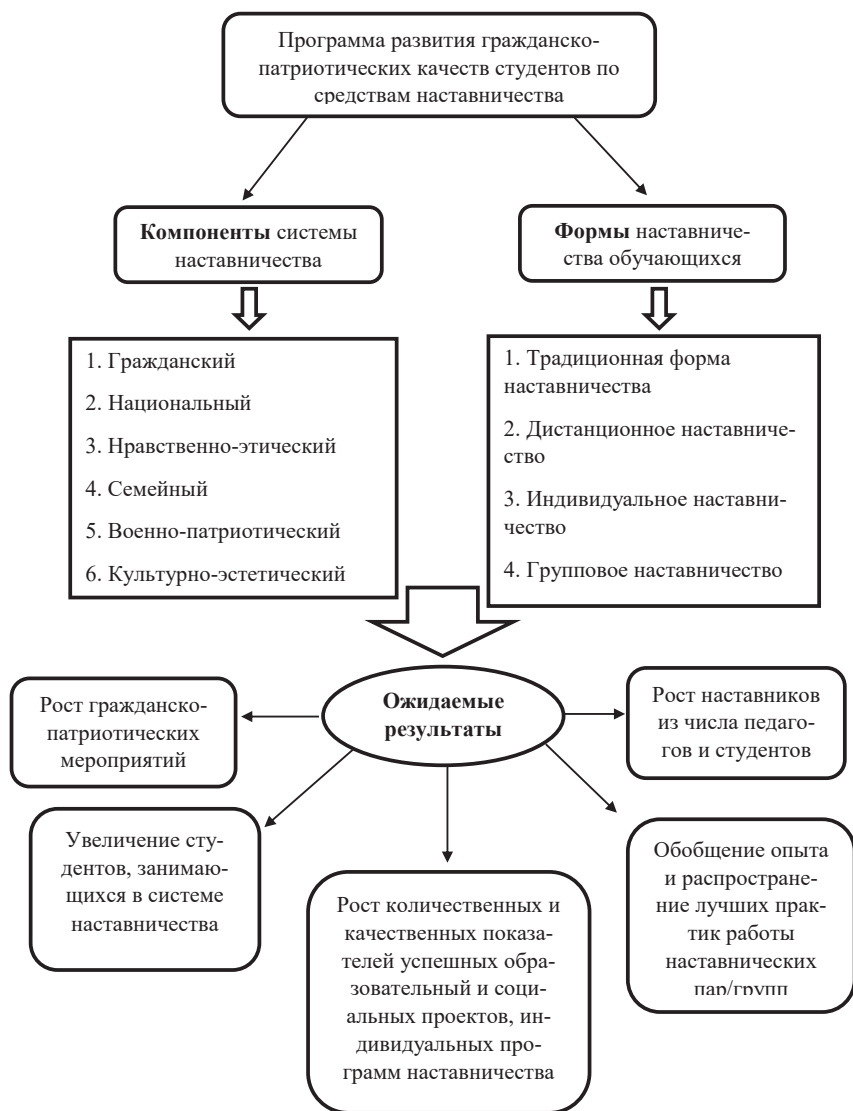 Программа развития гражданско-
патриотических качеств студентов по
средствам наставничества
Компоненты системы
наставничества
Формы наставниче-
ства обучающихся
1. Гражданский
2. Национальный
3. Нравственно-этический
4. Семейный
5. Военно-патриотический
6. Культурно-эстетический
1. Традиционная форма
наставничества
2. Дистанционное наставниче-
ство
3. Индивидуальное наставни-
чество
4. Групповое наставничество
Ожидаемые
результаты
Рост гражданско-
патриотических
мероприятий
Рост наставников
из числа педаго-
гов и студентов
Увеличение сту-
дентов, занимаю-
щихся в системе
наставничества
Рост количественных и
качественных показа-
телей успешных обра-
зовательный и соци-
альных проектов, ин-
дивидуальных про-
грамм наставничества
Обобщение опыта
и распростране-
ние лучших прак-
тик работы
наставнических
пар/групп